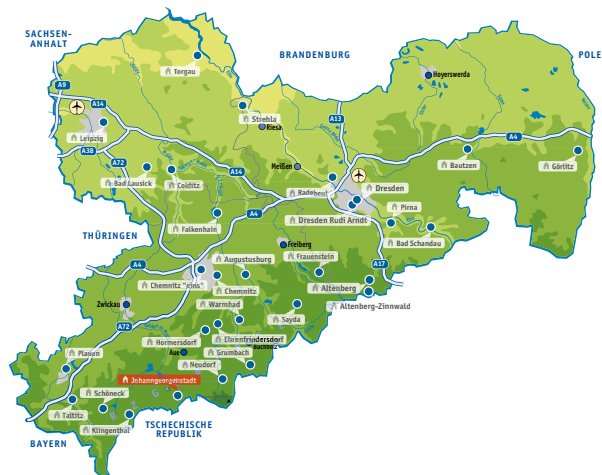 SACHSEN-
ANHALT
BRANDENBURG
POLE
Torgau
Hoyerswerda
A9
A14
Strehla
Riesa
A13
Leipzig
A4
A38
A72
Meißen
Bautzen
Görlitz
Bad Lausick
Colditz
A14
Radebeul
Dresden
Pirna
A4
Dresden Rudi Arndt
Falkenhain
THÜRINGEN
Bad Schandau
Freiberg
Augustusburg
Frauenstein
A4
A17
Chemnitz "eins"
Chemnitz
Altenberg
Zwickau
Warmbad
Altenberg-Zinnwald
Sayda
A72
Hormersdorf
Ehrenfriedersdorf
Buchholz
Aue
Grumbach
Plauen
Neudorf
Johanngeorgenstadt
Schöneck
Taltitz
Klingenthal
BAYERN
TSCHECHISCHE
REPUBLIK